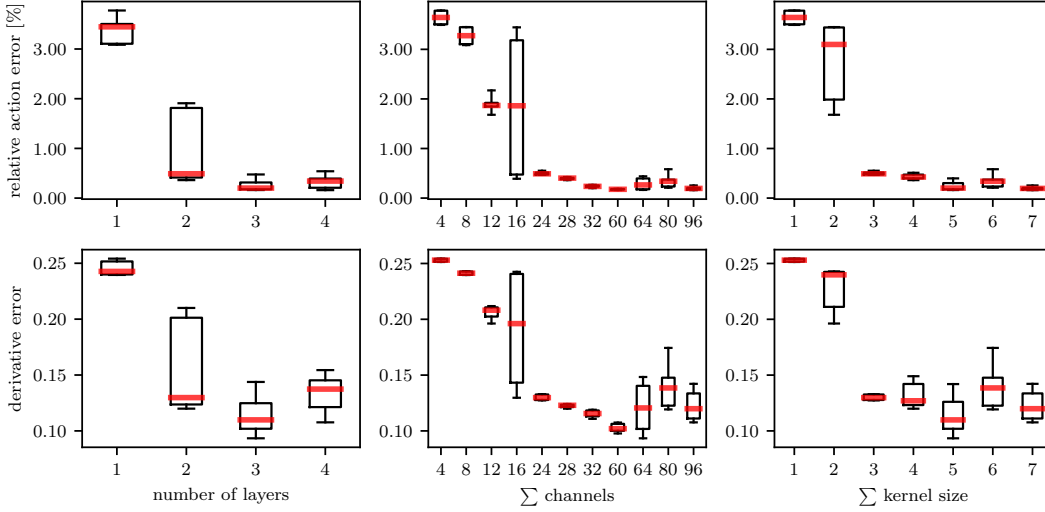 relative action error [%]
3.00
2.00
1.00
0.00
1 2 3 4
3.00
2.00
1.00
0.00
4 8 12 16 24 28 32 60 64 80 96
3.00
2.00
1.00
0.00
1 2 3 4 5 6 7
derivative error
0.25
0.20
0.15
0.10
1 2 3 4
number of layers
0.25
0.20
0.15
0.10
4 8 12 16 24 28 32 60 64 80 96
∑ channels
0.25
0.20
0.15
0.10
1 2 3 4 5 6 7
∑ kernel size